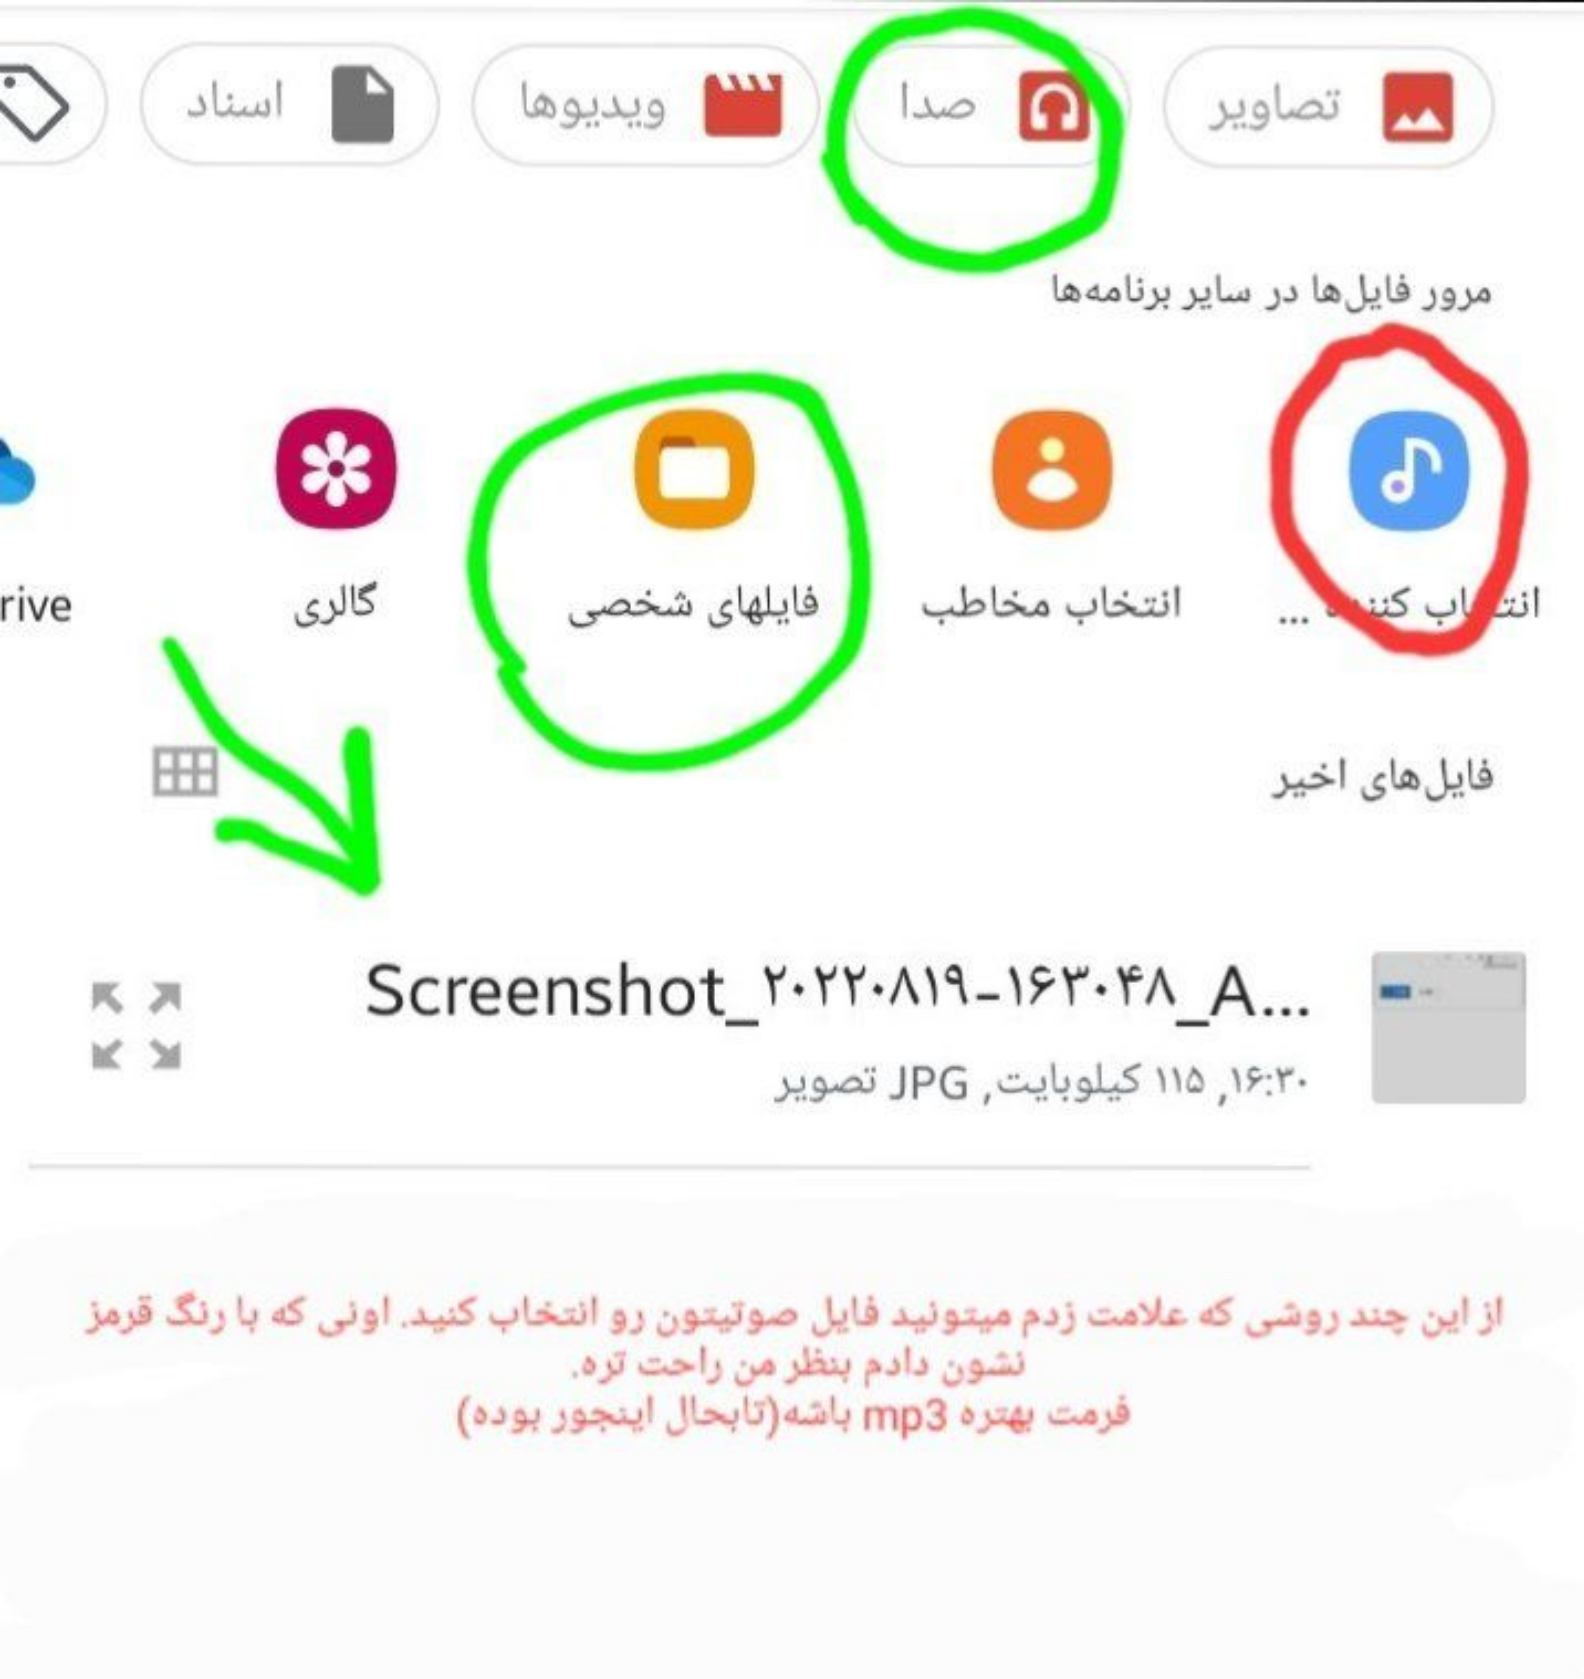 تصاویر
صدا
ویدیوها
اسناد
مرور فایل‌ها در سایر برنامه‌ها
انتخاب کننده ...
انتخاب مخاطب
فایلهای شخصی
گالری
rive
فایل‌های اخیر
Screenshot_۲۰۲۲۰۸۱۹-۱۶۳۰۴۸_A...
۱۶:۳۰, ۱۱۵ کیلوبایت, JPG تصویر
از این چند روشی که علامت زدم میتونید فایل صوتیتون رو انتخاب کنید. اونی که با رنگ قرمز
نشون دادم بنظر من راحت تره.
فرمت بهتره mp3 باشه(تابحال اینجور بوده)